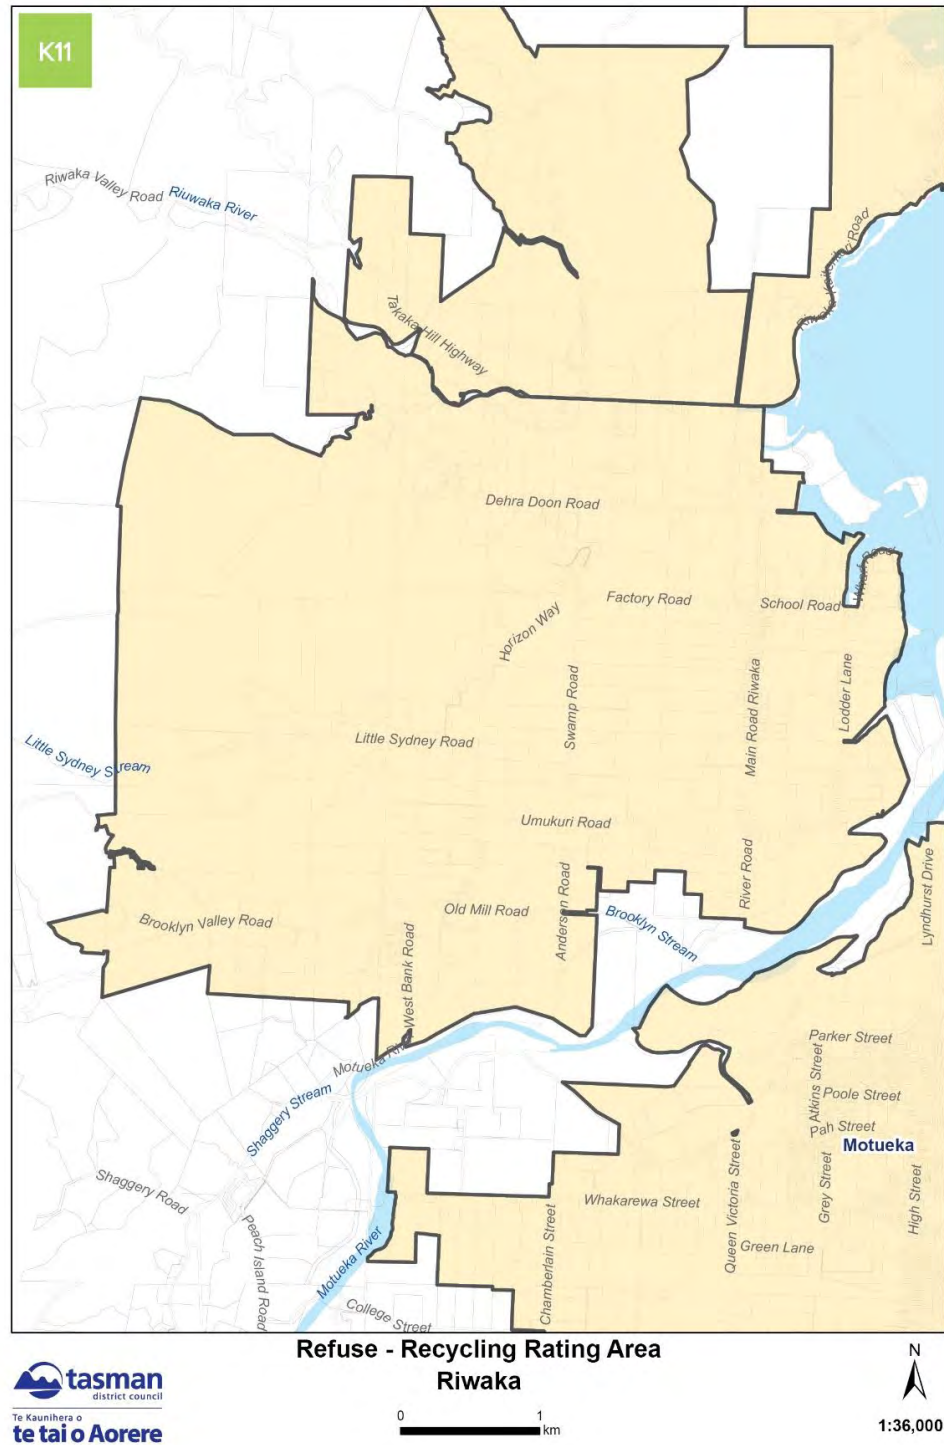 K11
Riwaka Valley Road
Riuwaka River
Takaka Hill Highway
Road
Dehra Doon Road
Factory Road
School Road
Wharf Road
Horizon Way
Swamp Road
Main Road Riwaka
Lodder Lane
Little Sydney Road
Little Sydney Stream
Umukuri Road
River Road
Lyndhurst Drive
Anderson Road
Old Mill Road
Brooklyn Valley Road
Brooklyn Stream
West Bank Road
Motueka River
Parker Street
Atkins Street
Poole Street
Pah Street
Motueka
Shaggery Stream
Shaggery Road
Peach Island Road
Motueka River
College Street
Chamberlain Street
Whakarewa Street
Queen Victoria Street
Green Lane
Grey Street
High Street
Refuse - Recycling Rating Area
Riwaka
tasman
district council
Te Kaunihera o
te tai o Aorere
0 1
km
N
1:36,000